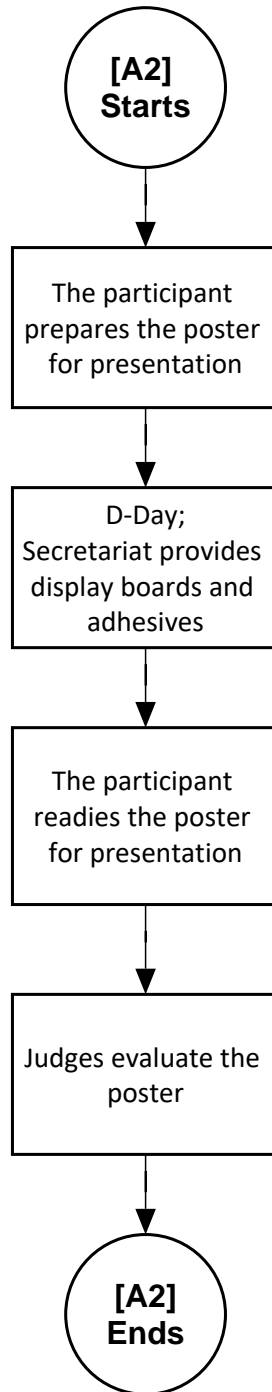 [A2]
Starts
The participant
prepares the poster
for presentation
D-Day;
Secretariat provides
display boards and
adhesives
The participant
readies the poster
for presentation
Judges evaluate the
poster
[A2]
Ends